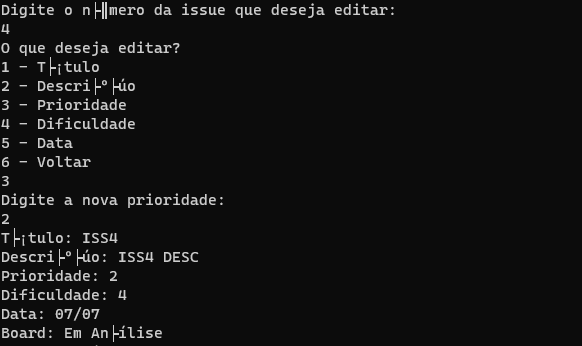 Digite o n├║mero da issue que deseja editar:
4
O que deseja editar?
1 - T├¡tulo
2 - Descri├º├úo
3 - Prioridade
4 - Dificuldade
5 - Data
6 - Voltar
3
Digite a nova prioridade:
2
T├¡tulo: ISS4
Descri├º├úo: ISS4 DESC
Prioridade: 2
Dificuldade: 4
Data: 07/07
Board: Em An├ílise